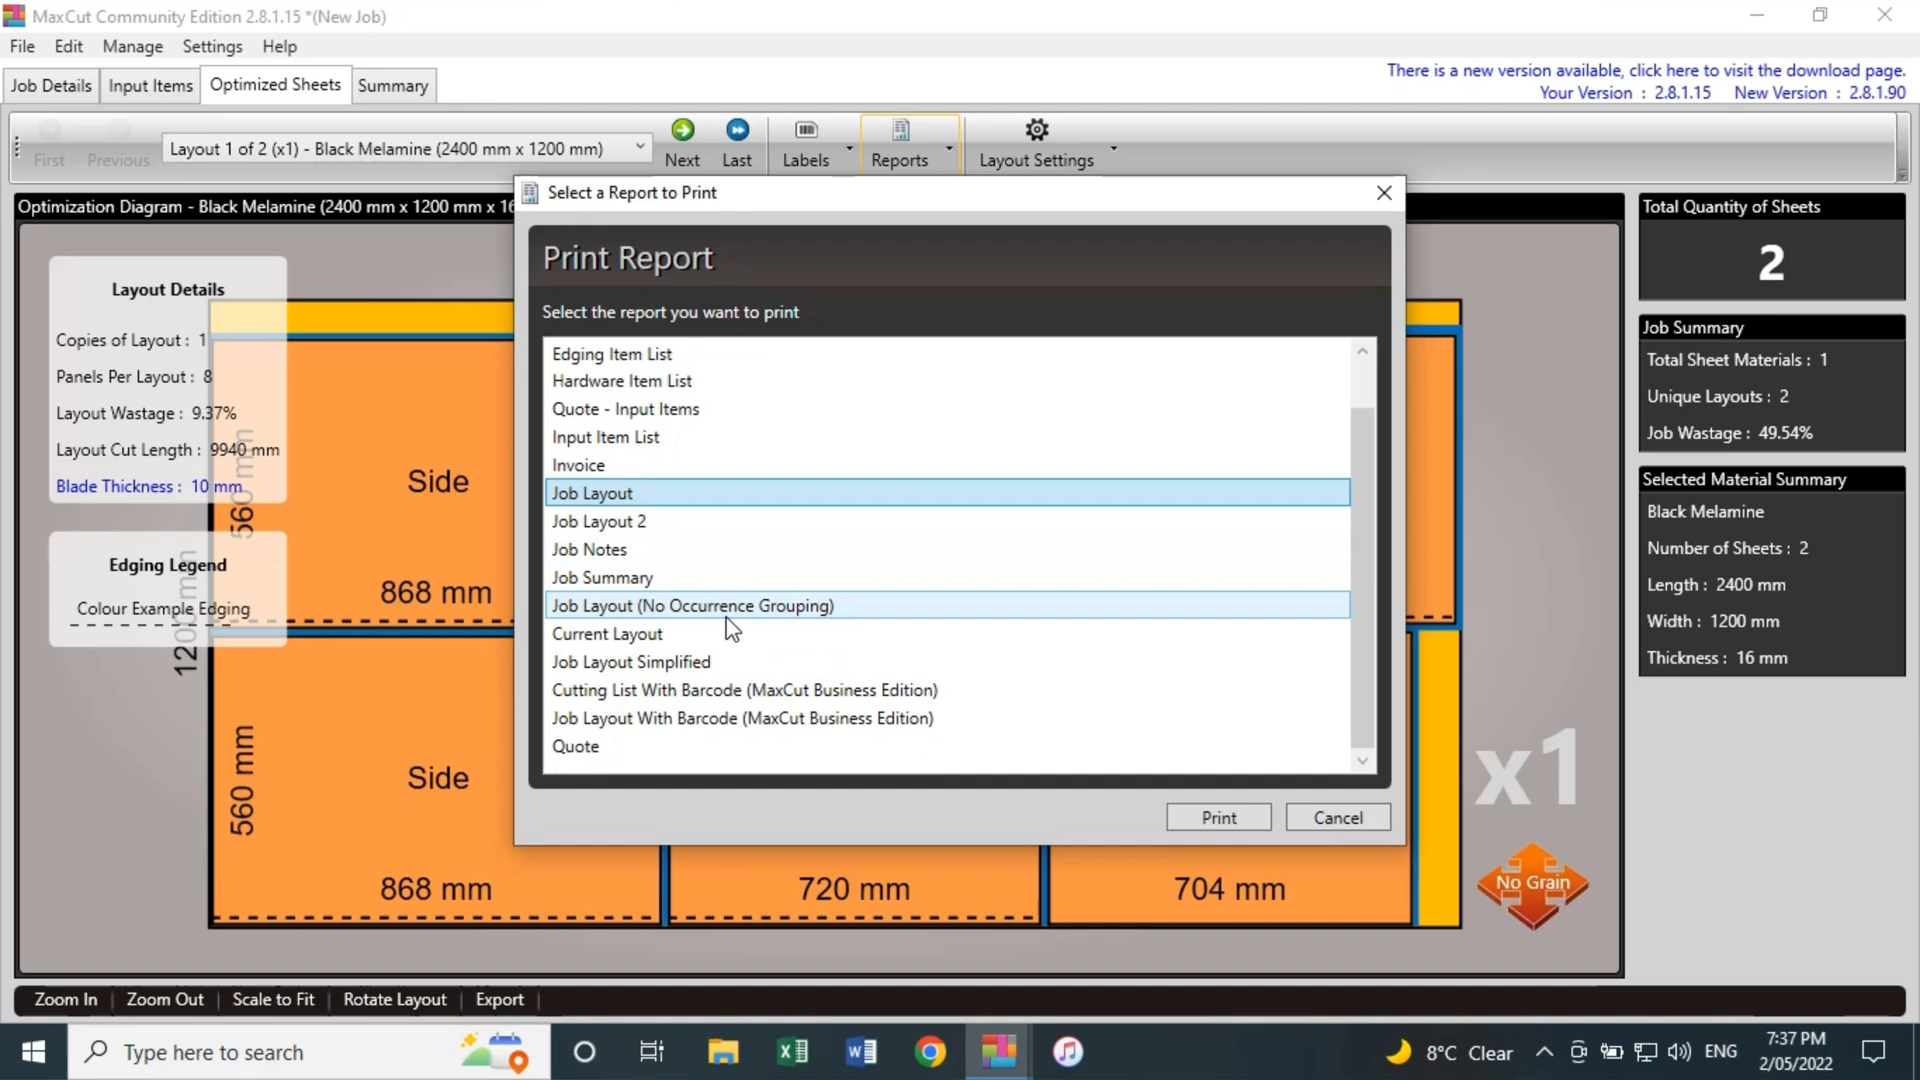 MaxCut Community Edition 2.8.1.15 *(New Job)
File Edit Manage Settings Help
Job Details Input Items Optimized Sheets Summary
There is a new version available, click here to visit the download page.
Your Version : 2.8.1.15 New Version : 2.8.1.90
First Previous Layout 1 of 2 (x1) - Black Melamine (2400 mm x 1200 mm) Next Last Labels Reports Layout Settings
Select a Report to Print
Optimization Diagram - Black Melamine (2400 mm x 1200 mm x 16
Layout Details
Copies of Layout : 1
Panels Per Layout : 8
Layout Wastage : 9.37%
Layout Cut Length : 9940 mm
Blade Thickness : 10 mm
Edging Legend
Colour Example Edging
1200 mm
560 mm
Side
868 mm
560 mm
Side
868 mm
720 mm
704 mm
Print Report
Select the report you want to print
Edging Item List
Hardware Item List
Quote - Input Items
Input Item List
Invoice
Job Layout
Job Layout 2
Job Notes
Job Summary
Job Layout (No Occurrence Grouping)
Current Layout
Job Layout Simplified
Cutting List With Barcode (MaxCut Business Edition)
Job Layout With Barcode (MaxCut Business Edition)
Quote
Print Cancel
x1
No Grain
Total Quantity of Sheets
2
Job Summary
Total Sheet Materials : 1
Unique Layouts : 2
Job Wastage : 49.54%
Selected Material Summary
Black Melamine
Number of Sheets : 2
Length : 2400 mm
Width : 1200 mm
Thickness : 16 mm
Zoom In Zoom Out Scale to Fit Rotate Layout Export
Type here to search
8°C Clear
ENG
7:37 PM
2/05/2022